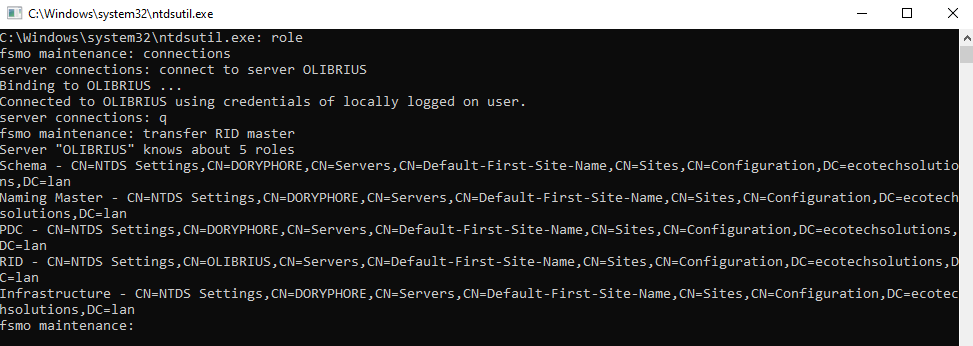 C:\Windows\system32\ntdsutil.exe
C:\Windows\system32\ntdsutil.exe: role
fsmo maintenance: connections
server connections: connect to server OLIBRIUS
Binding to OLIBRIUS ...
Connected to OLIBRIUS using credentials of locally logged on user.
server connections: q
fsmo maintenance: transfer RID master
Server "OLIBRIUS" knows about 5 roles
Schema - CN=NTDS Settings,CN=DORYPHORE,CN=Servers,CN=Default-First-Site-Name,CN=Sites,CN=Configuration,DC=ecotechsolutio
ns,DC=lan
Naming Master - CN=NTDS Settings,CN=DORYPHORE,CN=Servers,CN=Default-First-Site-Name,CN=Sites,CN=Configuration,DC=ecotech
solutions,DC=lan
PDC - CN=NTDS Settings,CN=DORYPHORE,CN=Servers,CN=Default-First-Site-Name,CN=Sites,CN=Configuration,DC=ecotechsolutions,
DC=lan
RID - CN=NTDS Settings,CN=OLIBRIUS,CN=Servers,CN=Default-First-Site-Name,CN=Sites,CN=Configuration,DC=ecotechsolutions,D
C=lan
Infrastructure - CN=NTDS Settings,CN=DORYPHORE,CN=Servers,CN=Default-First-Site-Name,CN=Sites,CN=Configuration,DC=ecotec
hsolutions,DC=lan
fsmo maintenance: